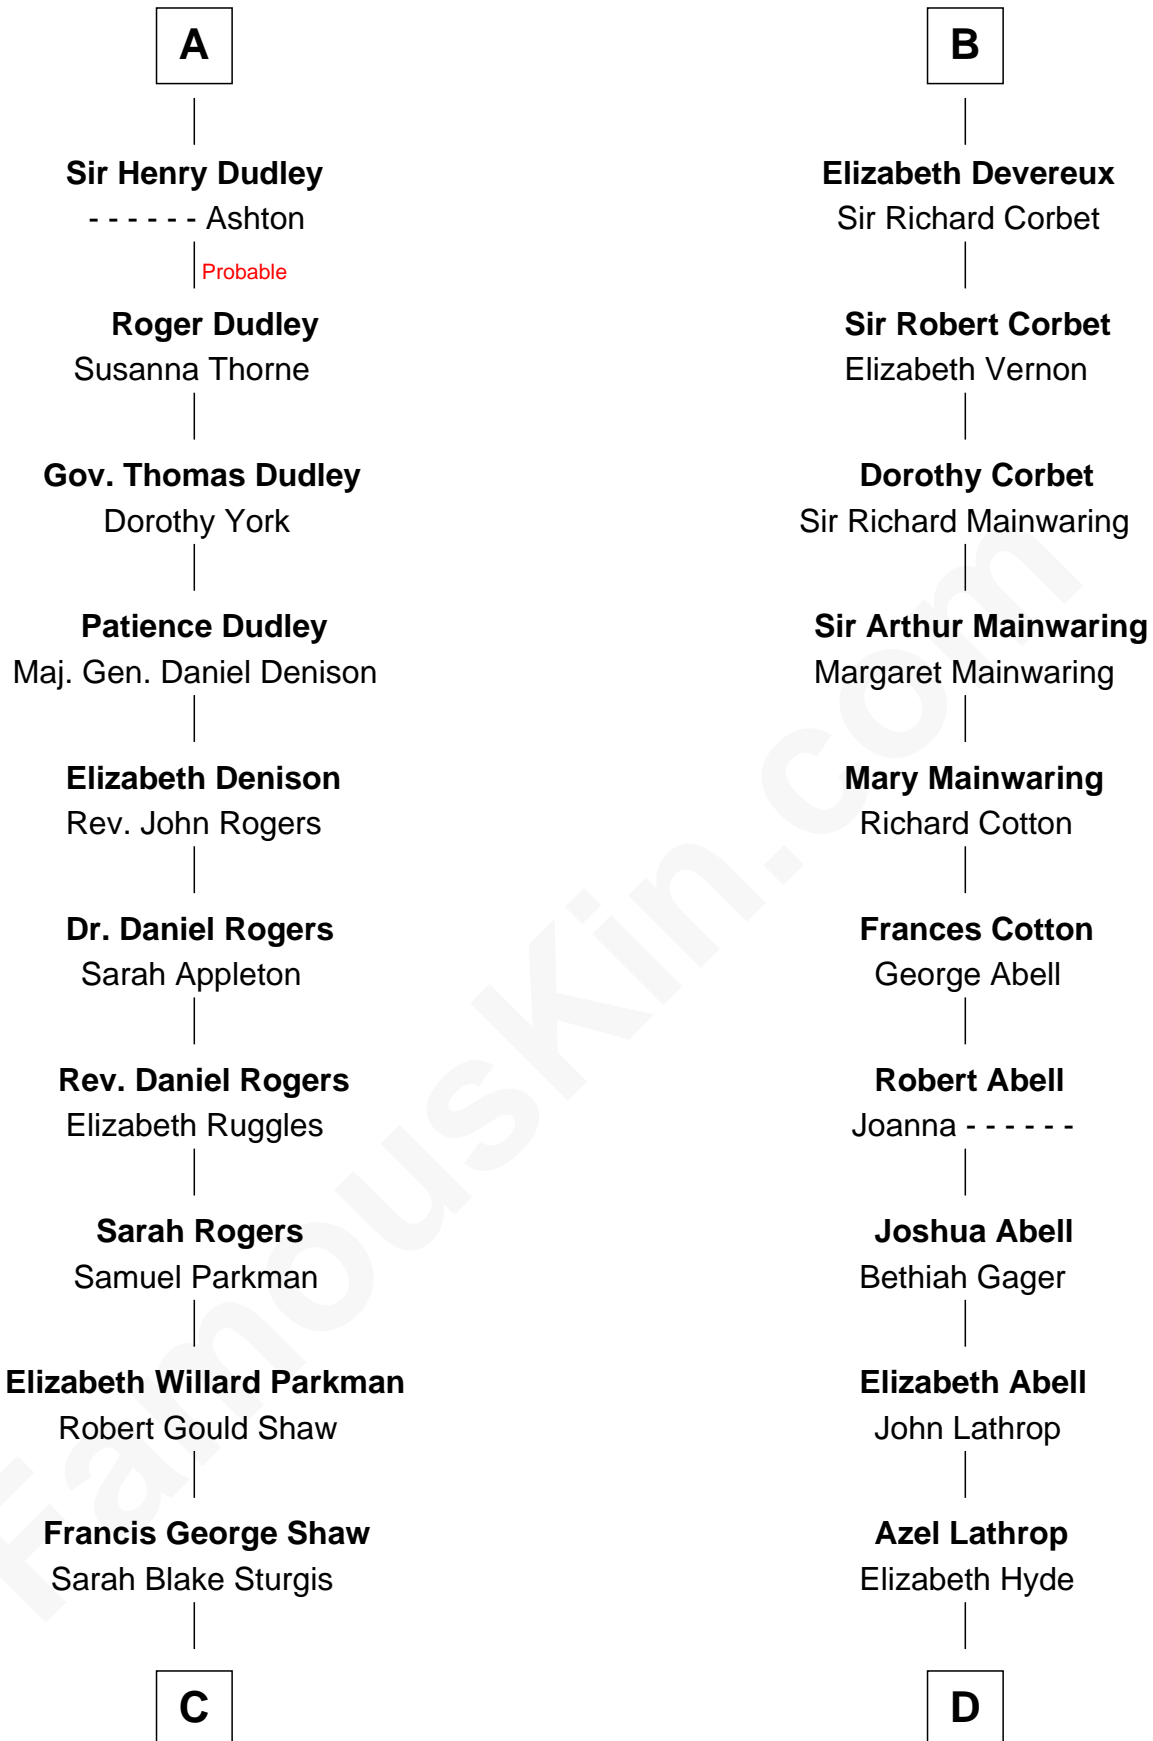 A
Sir Henry Dudley
- - - - - - Ashton
Probable
Roger Dudley
Susanna Thorne
Gov. Thomas Dudley
Dorothy York
Patience Dudley
Maj. Gen. Daniel Denison
Elizabeth Denison
Rev. John Rogers
Dr. Daniel Rogers
Sarah Appleton
Rev. Daniel Rogers
Elizabeth Ruggles
Sarah Rogers
Samuel Parkman
Elizabeth Willard Parkman
Robert Gould Shaw
Francis George Shaw
Sarah Blake Sturgis
C
B
Elizabeth Devereux
Sir Richard Corbet
Sir Robert Corbet
Elizabeth Vernon
Dorothy Corbet
Sir Richard Mainwaring
Sir Arthur Mainwaring
Margaret Mainwaring
Mary Mainwaring
Richard Cotton
Frances Cotton
George Abell
Robert Abell
Joanna - - - - - -
Joshua Abell
Bethiah Gager
Elizabeth Abell
John Lathrop
Azel Lathrop
Elizabeth Hyde
D
FamousKin.com